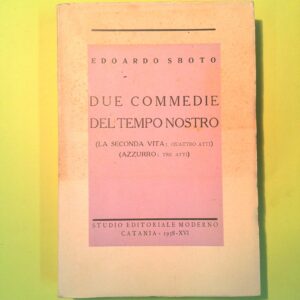 EDOARDO SBOTO
DUE COMMEDIE
DEL TEMPO NOSTRO
(LA SECONDA VITA: QUATTRO ATTI)
(AZZURRO: TRE ATTI)
STUDIO EDITORIALE MODERNO
CATANIA - 1938-XVI